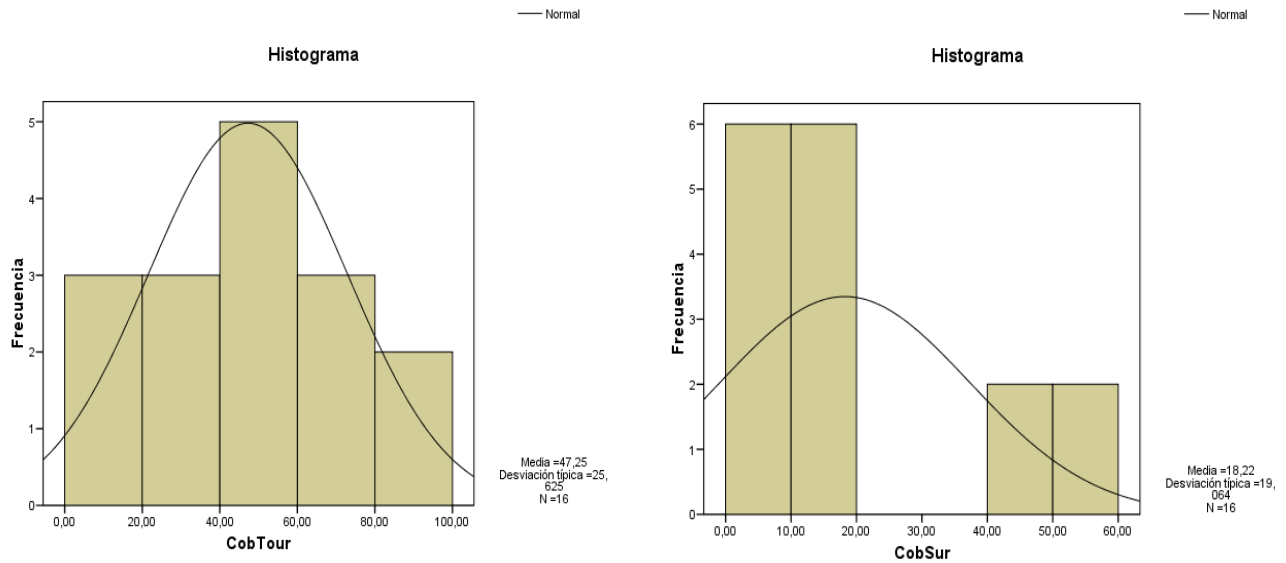 Normal
Histograma
Frecuencia
5
4
3
2
1
0
0,00 20,00 40,00 60,00 80,00 100,00
CobTour
Media =47,25
Desviación típica =25,
625
N =16
Normal
Histograma
Frecuencia
6
5
4
3
2
1
0
0,00 10,00 20,00 30,00 40,00 50,00 60,00
CobSur
Media =18,22
Desviación típica =19,
064
N =16